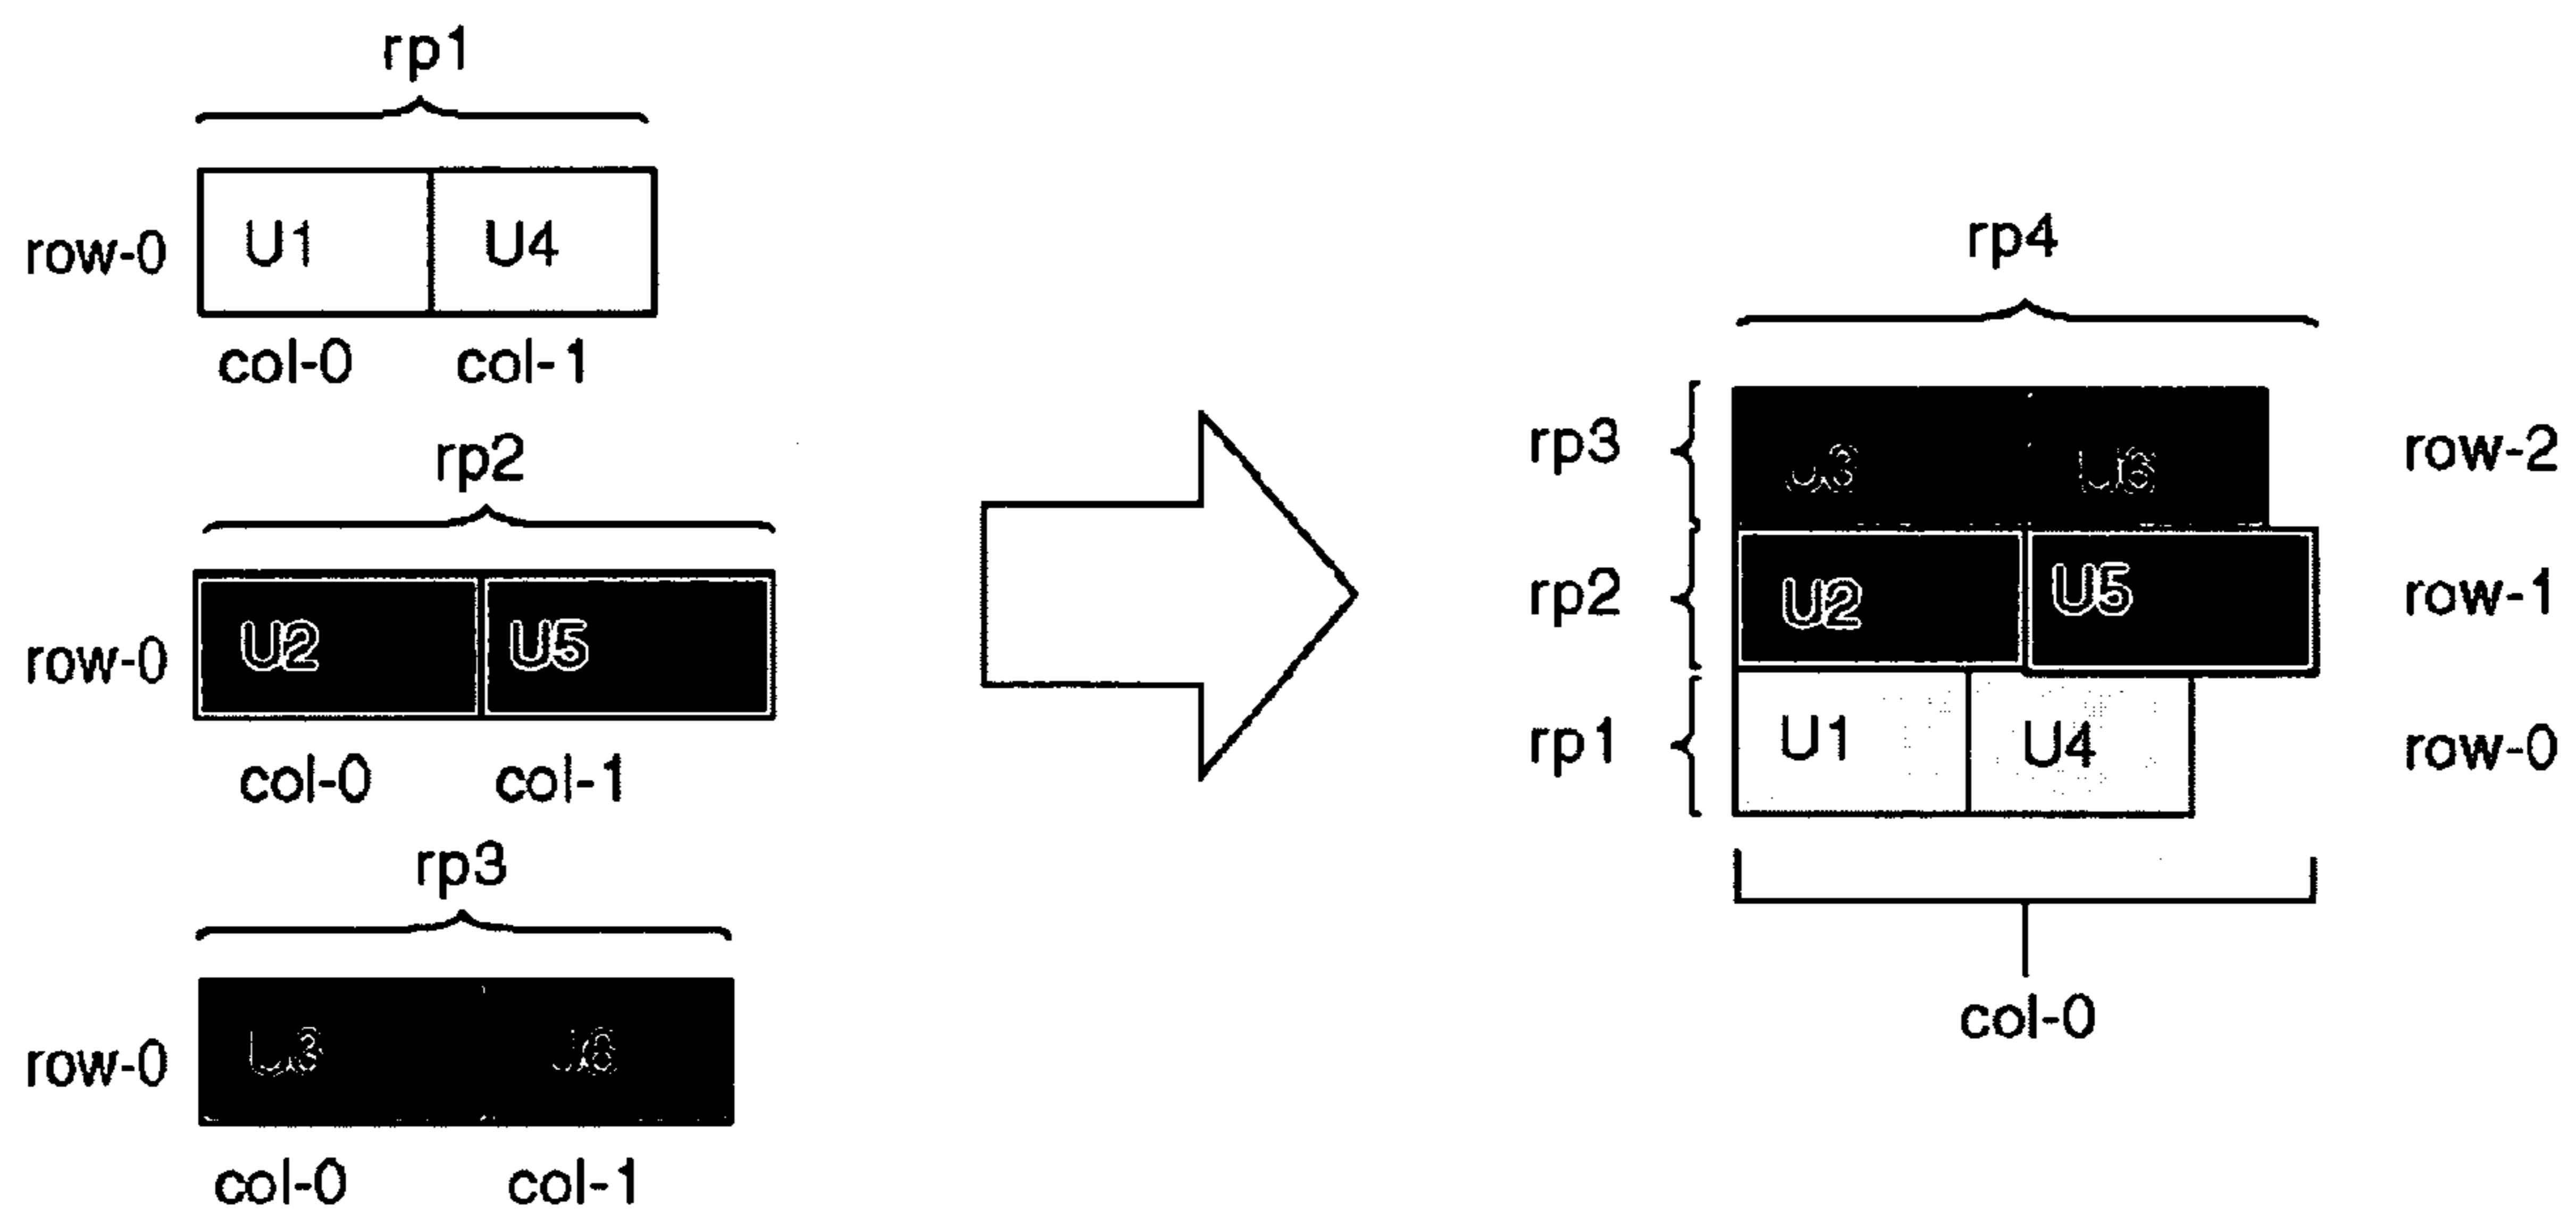 rp1
row-0 U1 U4
col-0 col-1
rp2
row-0 U2 U5
col-0 col-1
rp3
row-0 U3 U6
col-0 col-1
rp4
rp3 U3 U6 row-2
rp2 U2 U5 row-1
rp1 U1 U4 row-0
col-0